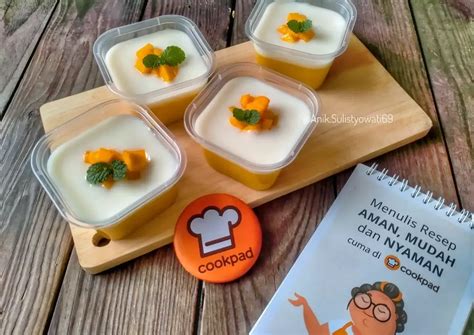 @Anik.Sulistyowati69
cookpad
Menulis Resep
AMAN, MUDAH
dan NYAMAN
cuma di cookpad